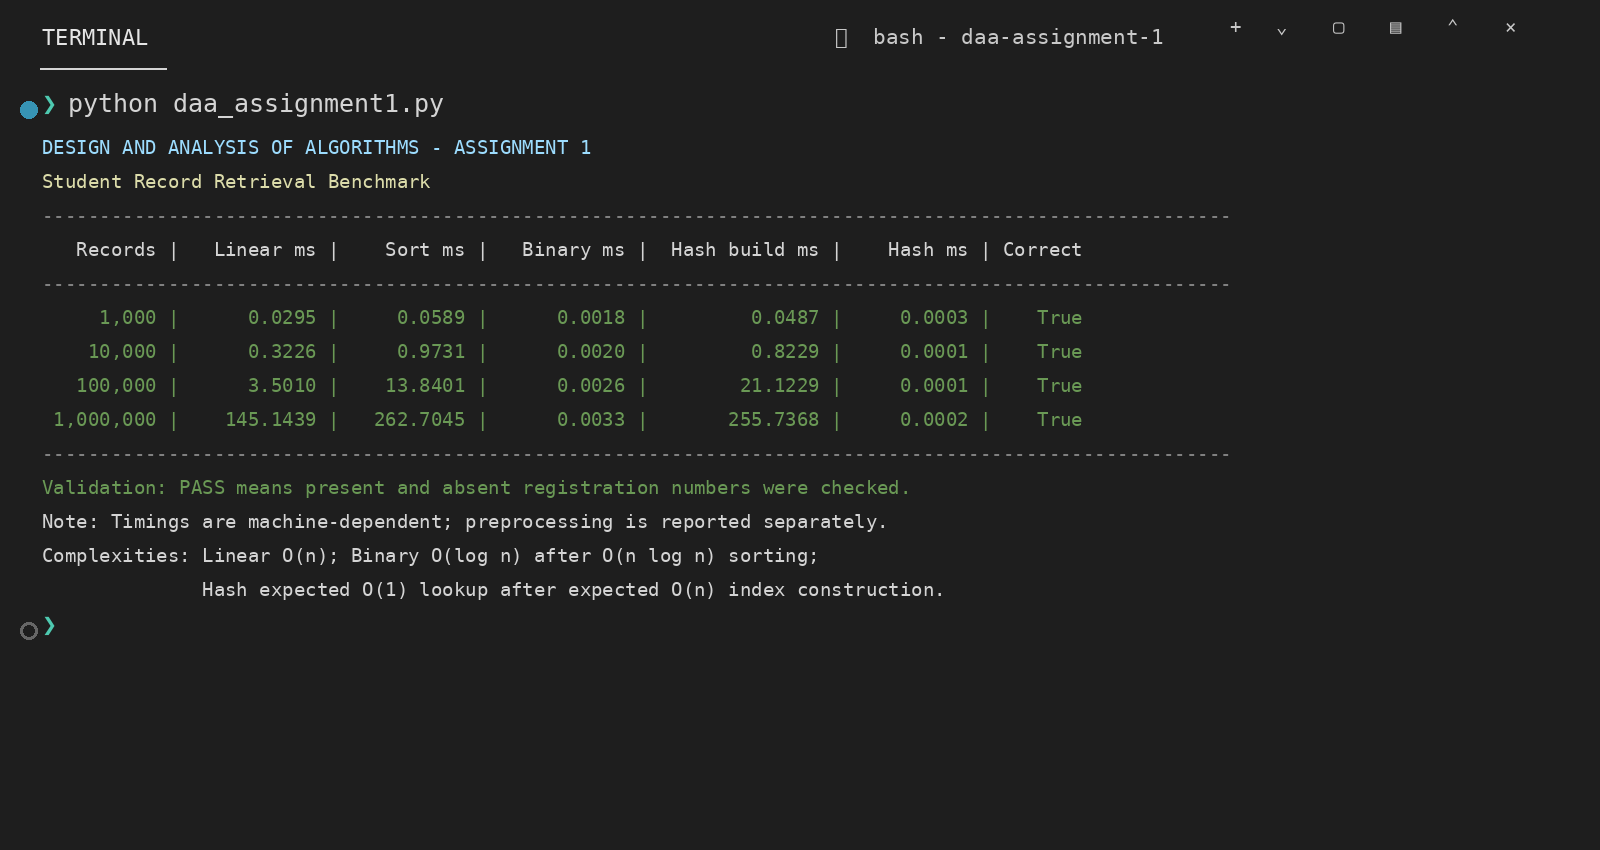 TERMINAL
bash - daa-assignment-1
❯ python daa_assignment1.py
DESIGN AND ANALYSIS OF ALGORITHMS - ASSIGNMENT 1
Student Record Retrieval Benchmark
--------------------------------------------------------------------------------------------------------
   Records |   Linear ms |    Sort ms |   Binary ms |  Hash build ms |    Hash ms | Correct
--------------------------------------------------------------------------------------------------------
     1,000 |      0.0295 |     0.0589 |      0.0018 |         0.0487 |     0.0003 |    True
    10,000 |      0.3226 |     0.9731 |      0.0020 |         0.8229 |     0.0001 |    True
   100,000 |      3.5010 |    13.8401 |      0.0026 |        21.1229 |     0.0001 |    True
 1,000,000 |    145.1439 |   262.7045 |      0.0033 |       255.7368 |     0.0002 |    True
--------------------------------------------------------------------------------------------------------
Validation: PASS means present and absent registration numbers were checked.
Note: Timings are machine-dependent; preprocessing is reported separately.
Complexities: Linear O(n); Binary O(log n) after O(n log n) sorting;
              Hash expected O(1) lookup after expected O(n) index construction.
❯